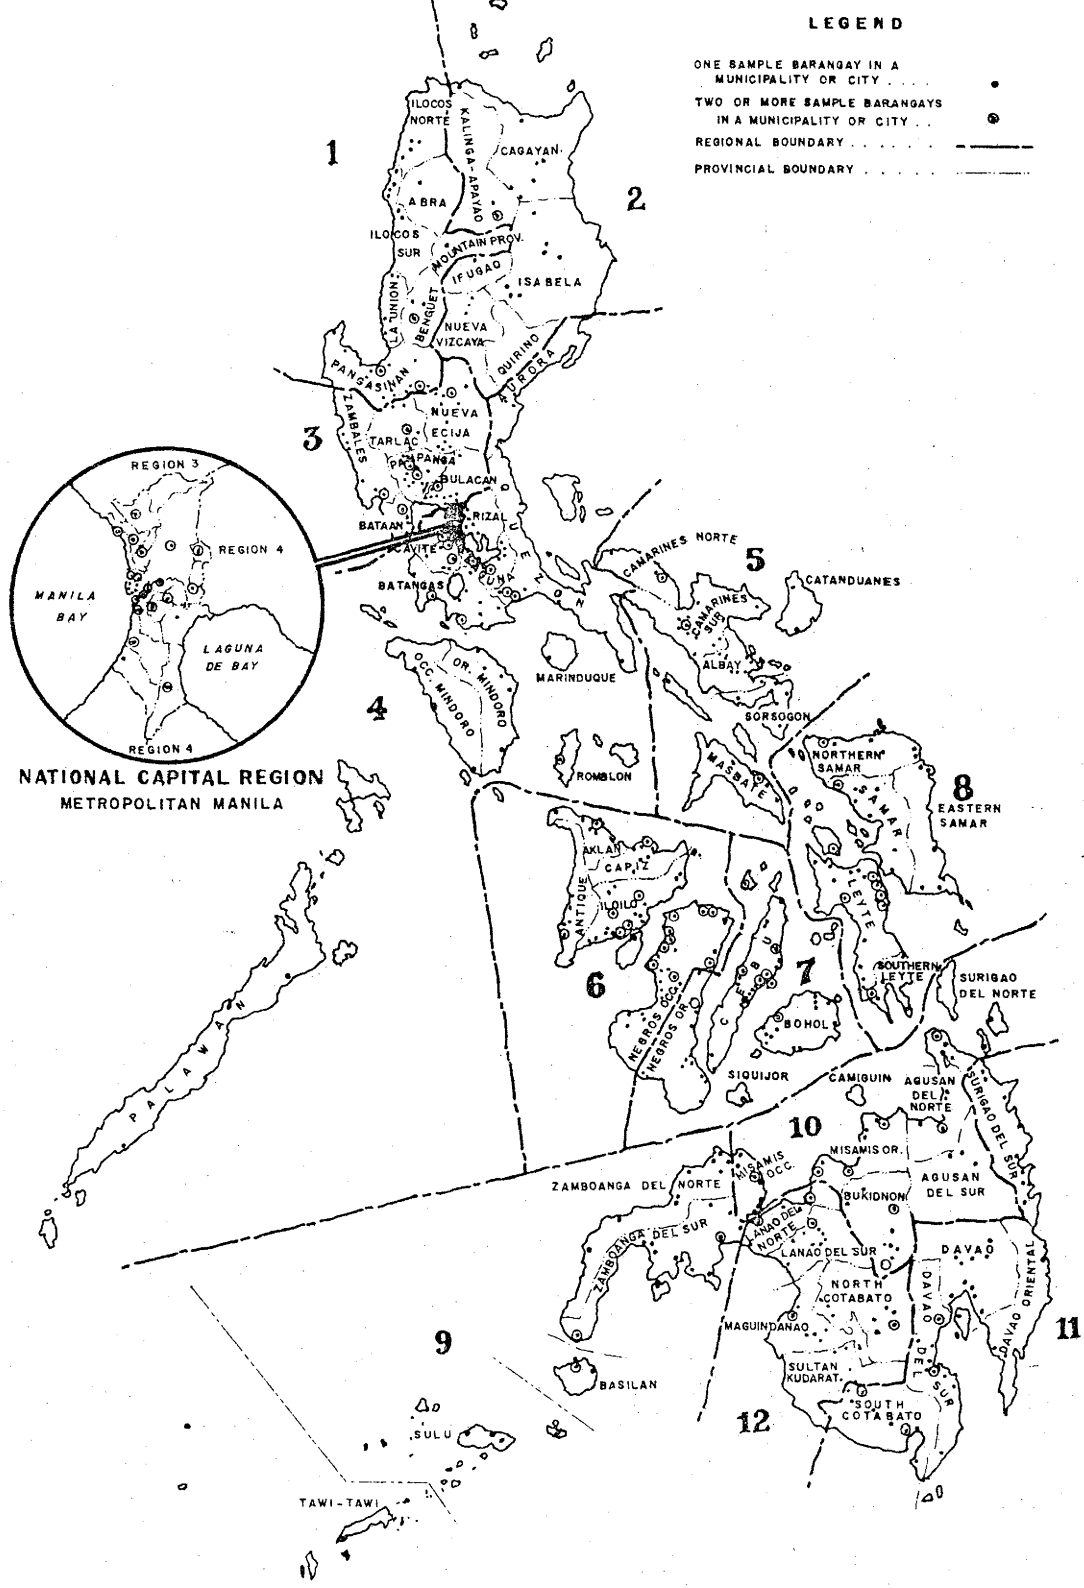 LEGEND
ONE SAMPLE BARANGAY IN A
MUNICIPALITY OR CITY . . . .
TWO OR MORE SAMPLE BARANGAYS
IN A MUNICIPALITY OR CITY . .
REGIONAL BOUNDARY . . . . . .
PROVINCIAL BOUNDARY . . . . .
1
ILOCOS
NORTE
KALINGA-APAYAO
CAGAYAN
2
ABRA
ILOCOS
SUR
MOUNTAIN PROV.
IFUGAO
ISABELA
LA UNION
BENGUET
NUEVA
VIZCAYA
QUIRINO
AURORA
PANGASINAN
3
ZAMBALES
NUEVA
ECIJA
TARLAC
PAMPANGA
BULACAN
BATAAN
RIZAL
CAVITE
QUEZON
LAGUNA
BATANGAS
REGION 3
REGION 4
MANILA
BAY
LAGUNA
DE BAY
REGION 4
NATIONAL CAPITAL REGION
METROPOLITAN MANILA
CAMARINES NORTE
5
CATANDUANES
CAMARINES
SUR
ALBAY
SORSOGON
MARINDUQUE
4
OCC. MINDORO
OR. MINDORO
ROMBLON
MASBATE
NORTHERN
SAMAR
SAMAR
8
EASTERN
SAMAR
AKLAN
CAPIZ
ANTIQUE
ILOILO
LEYTE
SOUTHERN
LEYTE
6
NEGROS OCC.
NEGROS OR.
CEBU
7
BOHOL
SIQUIJOR
PALAWAN
SURIGAO
DEL NORTE
CAMIGUIN
AGUSAN
DEL
NORTE
SURIGAO DEL SUR
10
MISAMIS OR.
MISAMIS
OCC.
ZAMBOANGA DEL NORTE
ZAMBOANGA DEL SUR
BUKIDNON
AGUSAN
DEL SUR
LANAO DEL
NORTE
LANAO DEL SUR
DAVAO
DAVAO ORIENTAL
NORTH
COTABATO
DAVAO DEL SUR
MAGUINDANAO
11
SULTAN
KUDARAT
SOUTH
COTABATO
12
9
BASILAN
SULU
TAWI-TAWI